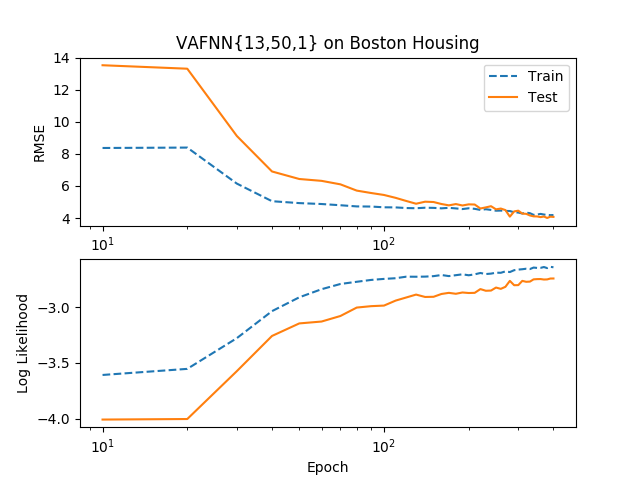 VAFNN{13,50,1} on Boston Housing
14
12
10
8
6
4
RMSE
Train
Test
10¹
10²
−3.0
−3.5
−4.0
Log Likelihood
10¹
10²
Epoch